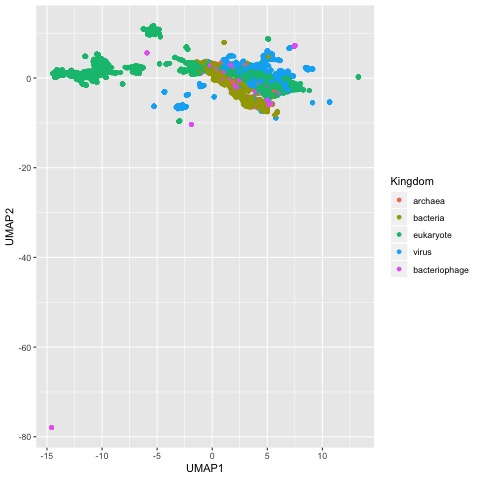 0
-20
-40
-60
-80
UMAP2
-15
-10
-5
0
5
10
UMAP1
Kingdom
archaea
bacteria
eukaryote
virus
bacteriophage